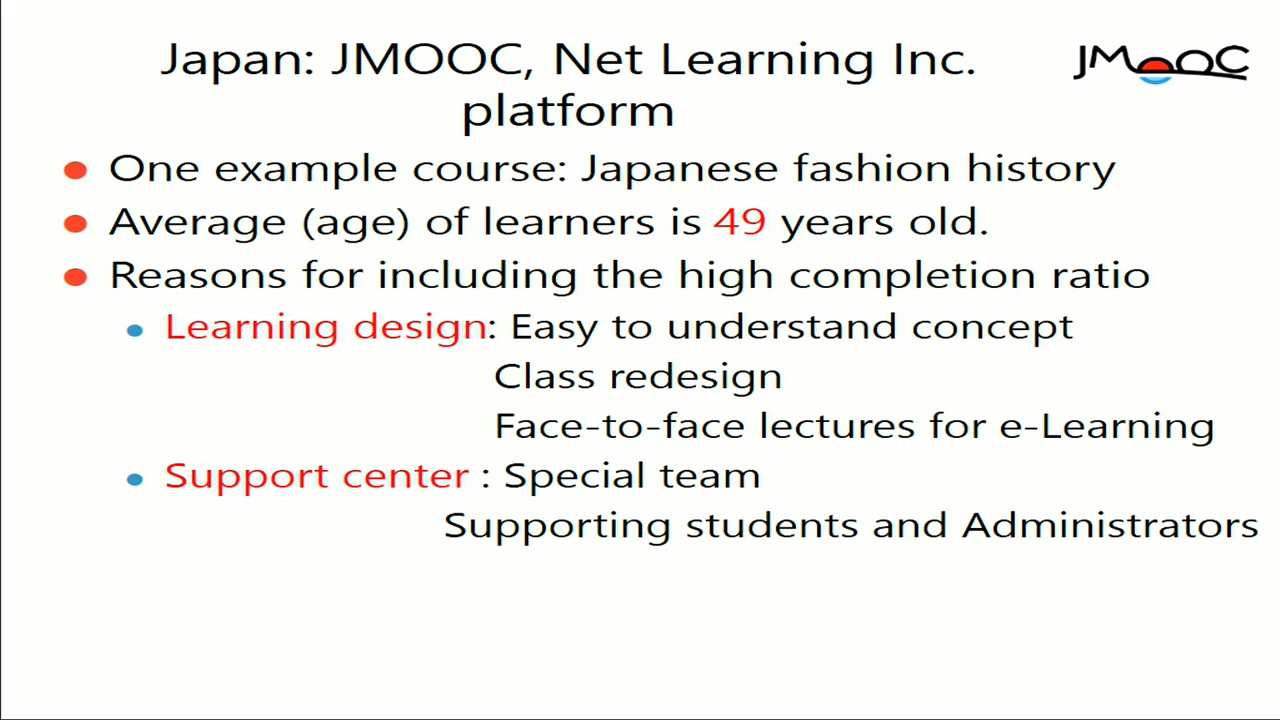 Japan: JMOOC, Net Learning Inc.
platform
JMOOC
One example course: Japanese fashion history
Average (age) of learners is 49 years old.
Reasons for including the high completion ratio
Learning design: Easy to understand concept
Class redesign
Face-to-face lectures for e-Learning
Support center : Special team
Supporting students and Administrators